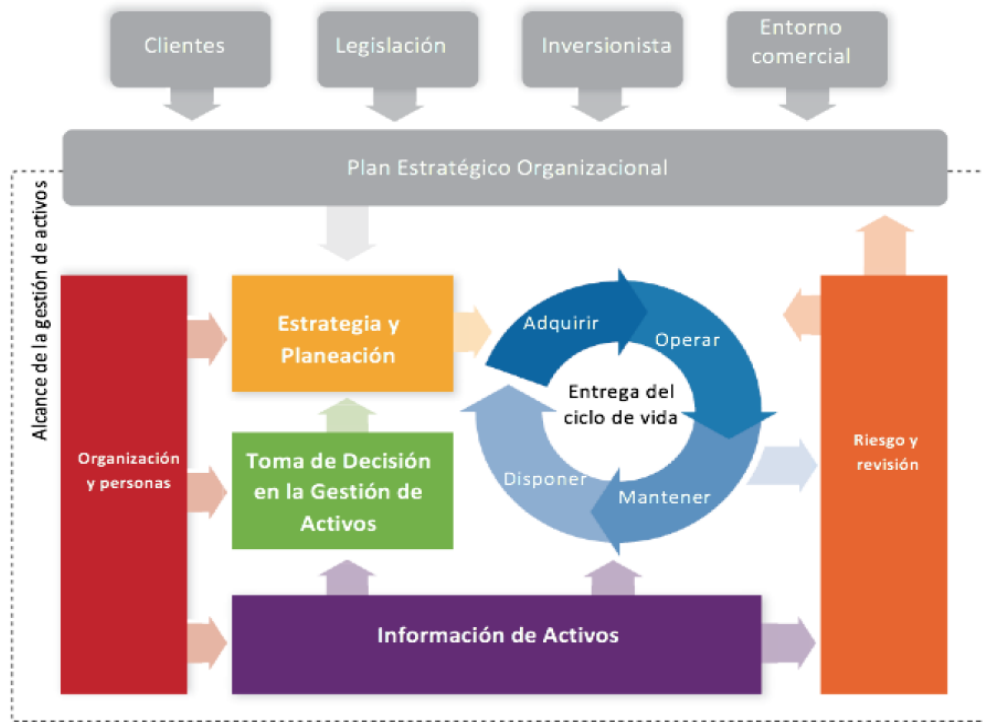 Clientes
Legislación
Inversionista
Entorno
comercial
Plan Estratégico Organizacional
Alcance de la gestión de activos
Estrategia y
Planeación
Adquirir
Operar
Entrega del
ciclo de vida
Organización
y personas
Toma de Decisión
en la Gestión de
Activos
Disponer
Mantener
Riesgo y
revisión
Información de Activos